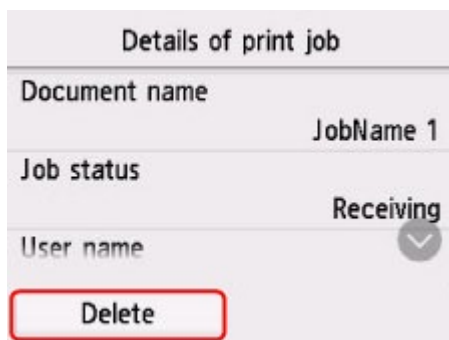 Details of print job
Document name
JobName 1
Job status
Receiving
User name
Delete